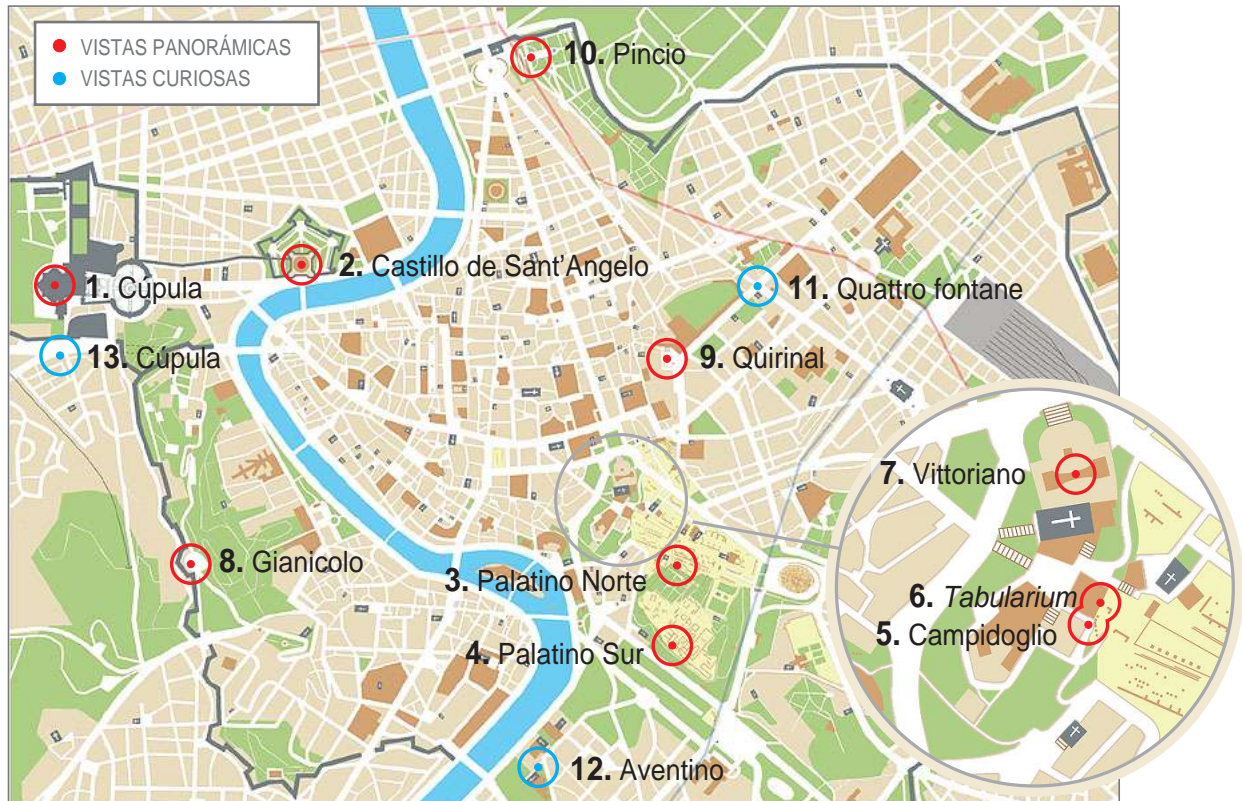 VISTAS PANORÁMICAS
VISTAS CURIOSAS
10. Pincio
2. Castillo de Sant’Angelo
1. Cúpula
11. Quattro fontane
13. Cúpula
9. Quirinal
7. Vittoriano
8. Gianicolo
3. Palatino Norte
6. Tabularium
5. Campidoglio
4. Palatino Sur
12. Aventino